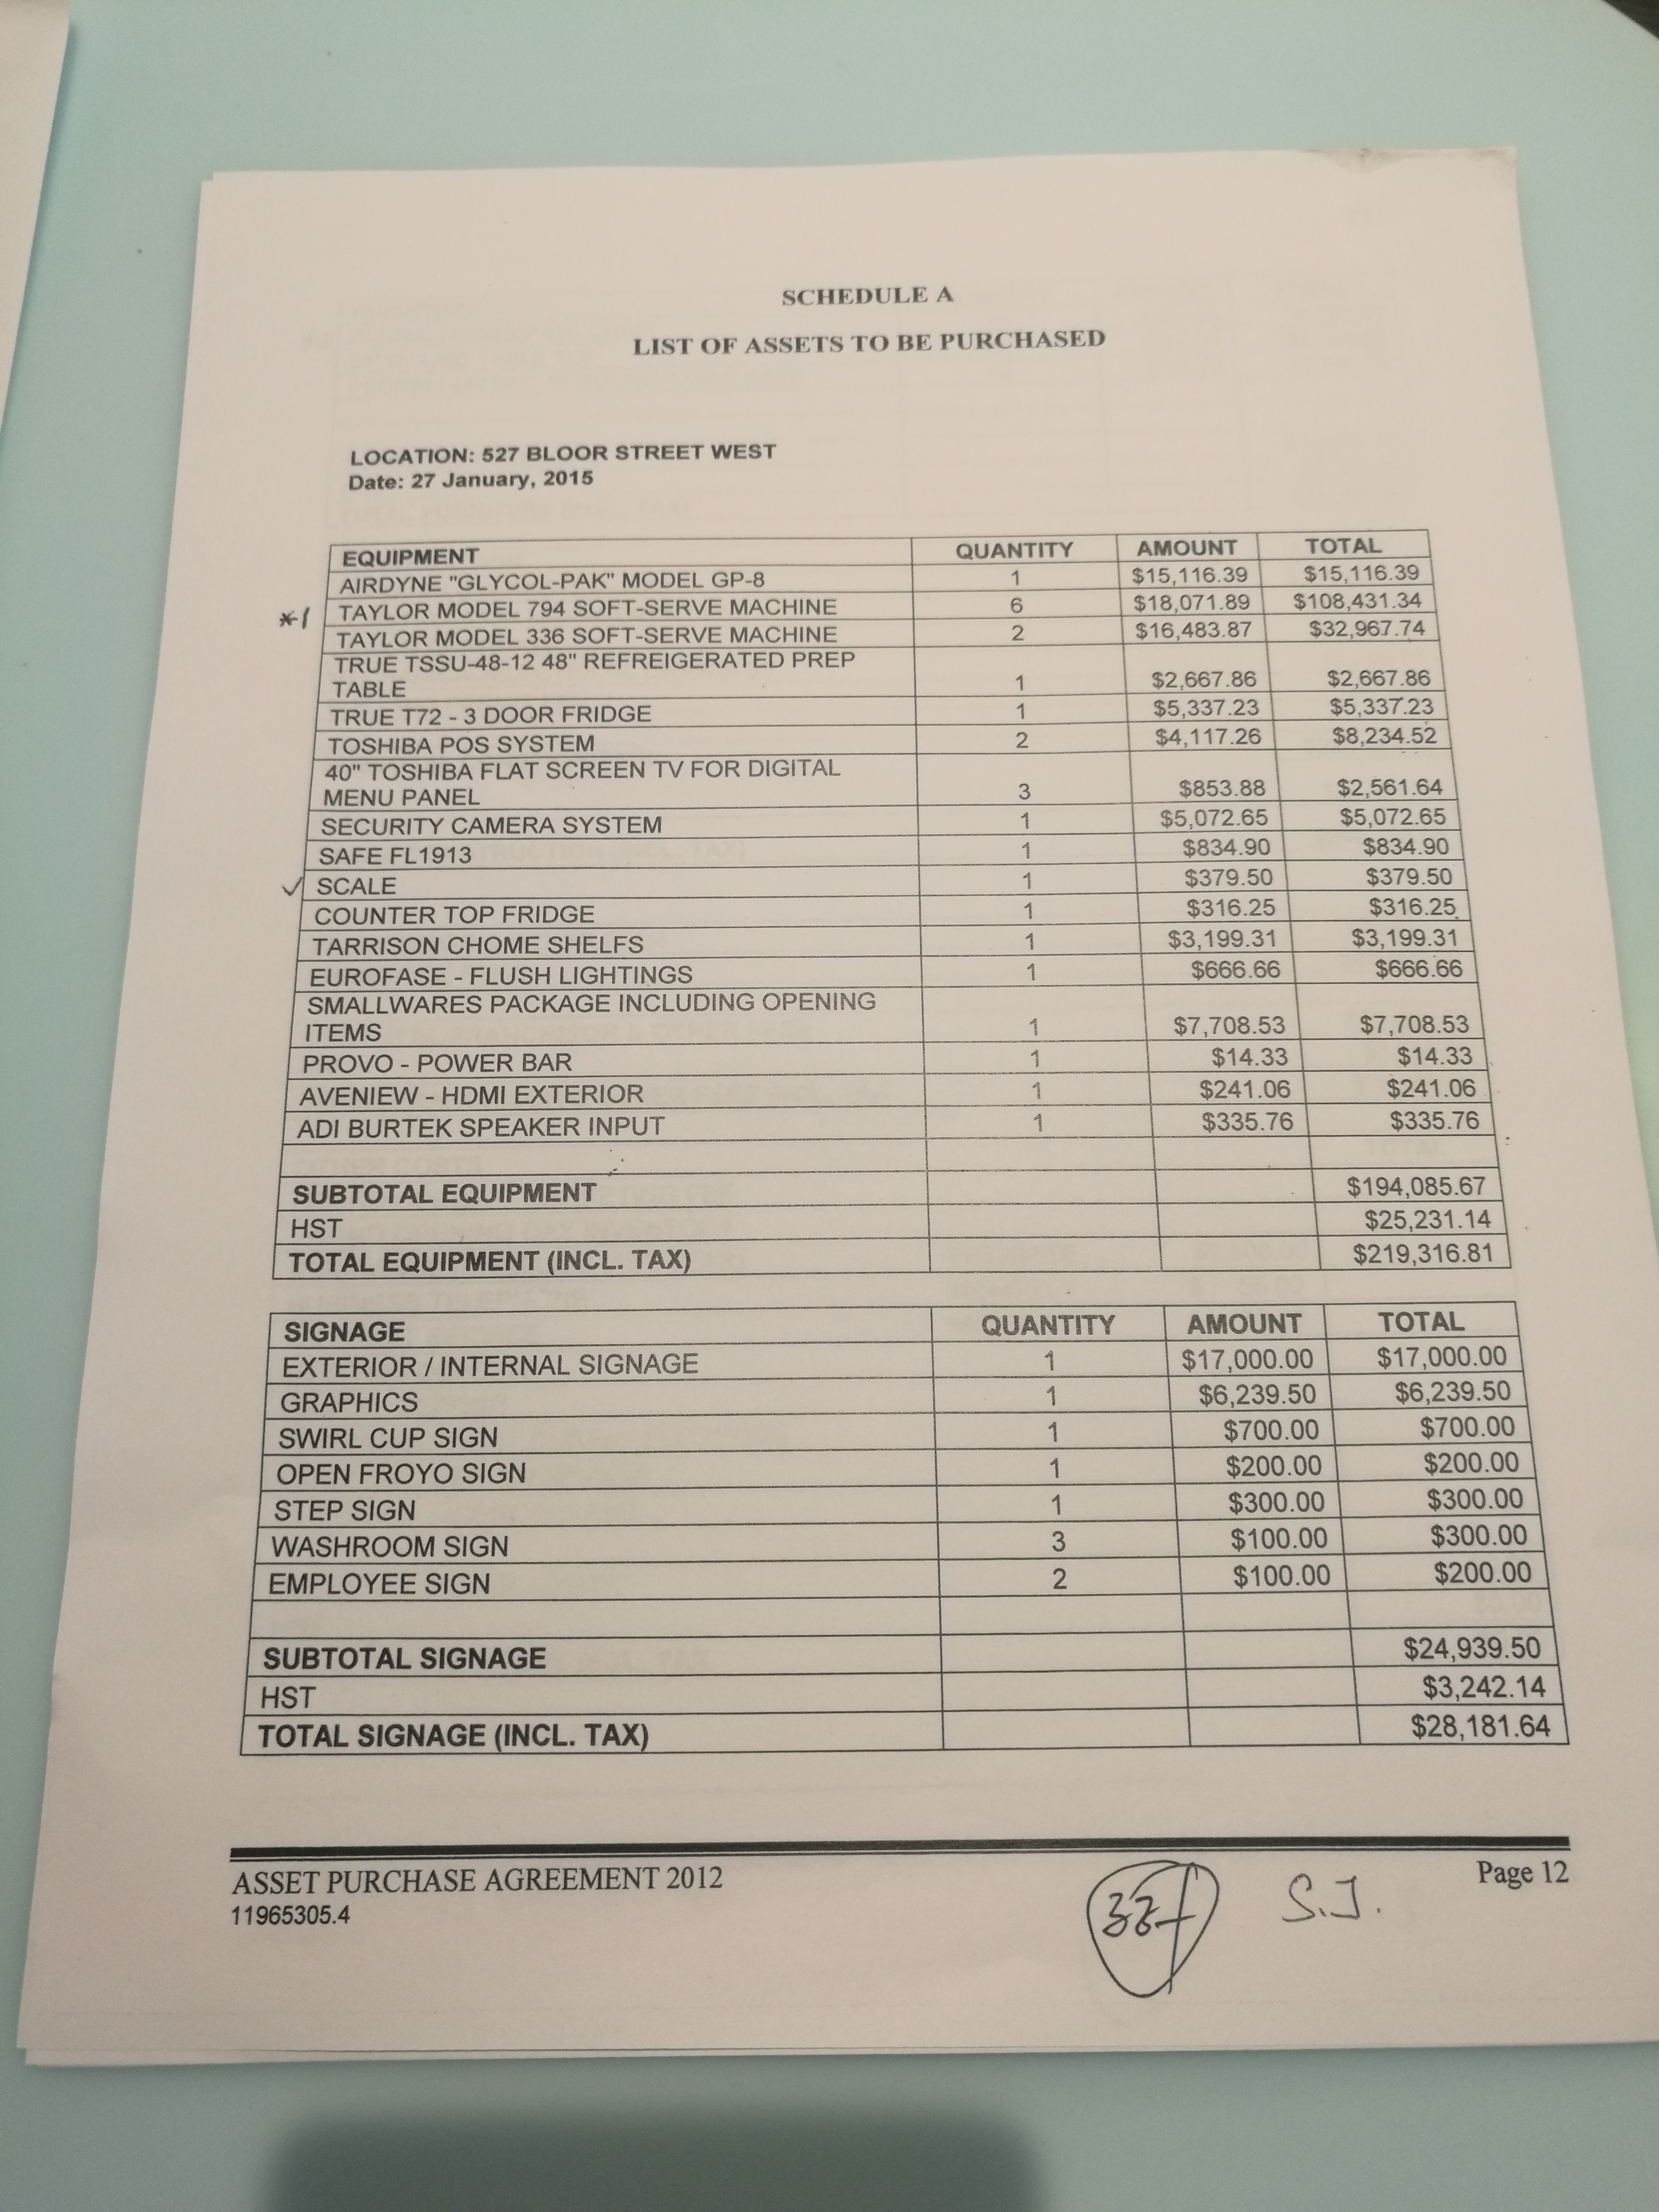 SCHEDULE A
LIST OF ASSETS TO BE PURCHASED
LOCATION: 527 BLOOR STREET WEST
Date: 27 January, 2015
EQUIPMENT QUANTITY AMOUNT TOTAL
AIRDYNE "GLYCOL-PAK" MODEL GP-8 1 $15,116.39 $15,116.39
*1 TAYLOR MODEL 794 SOFT-SERVE MACHINE 6 $18,071.89 $108,431.34
TAYLOR MODEL 336 SOFT-SERVE MACHINE 2 $16,483.87 $32,967.74
TRUE TSSU-48-12 48" REFREIGERATED PREP
TABLE 1 $2,667.86 $2,667.86
TRUE T72 - 3 DOOR FRIDGE 1 $5,337.23 $5,337.23
TOSHIBA POS SYSTEM 2 $4,117.26 $8,234.52
40" TOSHIBA FLAT SCREEN TV FOR DIGITAL
MENU PANEL 3 $853.88 $2,561.64
SECURITY CAMERA SYSTEM 1 $5,072.65 $5,072.65
SAFE FL1913 1 $834.90 $834.90
✓ SCALE 1 $379.50 $379.50
COUNTER TOP FRIDGE 1 $316.25 $316.25
TARRISON CHOME SHELFS 1 $3,199.31 $3,199.31
EUROFASE - FLUSH LIGHTINGS 1 $666.66 $666.66
SMALLWARES PACKAGE INCLUDING OPENING
ITEMS 1 $7,708.53 $7,708.53
PROVO - POWER BAR 1 $14.33 $14.33
AVENIEW - HDMI EXTERIOR 1 $241.06 $241.06
ADI BURTEK SPEAKER INPUT 1 $335.76 $335.76
SUBTOTAL EQUIPMENT $194,085.67
HST $25,231.14
TOTAL EQUIPMENT (INCL. TAX) $219,316.81
SIGNAGE QUANTITY AMOUNT TOTAL
EXTERIOR / INTERNAL SIGNAGE 1 $17,000.00 $17,000.00
GRAPHICS 1 $6,239.50 $6,239.50
SWIRL CUP SIGN 1 $700.00 $700.00
OPEN FROYO SIGN 1 $200.00 $200.00
STEP SIGN 1 $300.00 $300.00
WASHROOM SIGN 3 $100.00 $300.00
EMPLOYEE SIGN 2 $100.00 $200.00
SUBTOTAL SIGNAGE $24,939.50
HST $3,242.14
TOTAL SIGNAGE (INCL. TAX) $28,181.64
ASSET PURCHASE AGREEMENT 2012 Page 12
11965305.4
S.J.